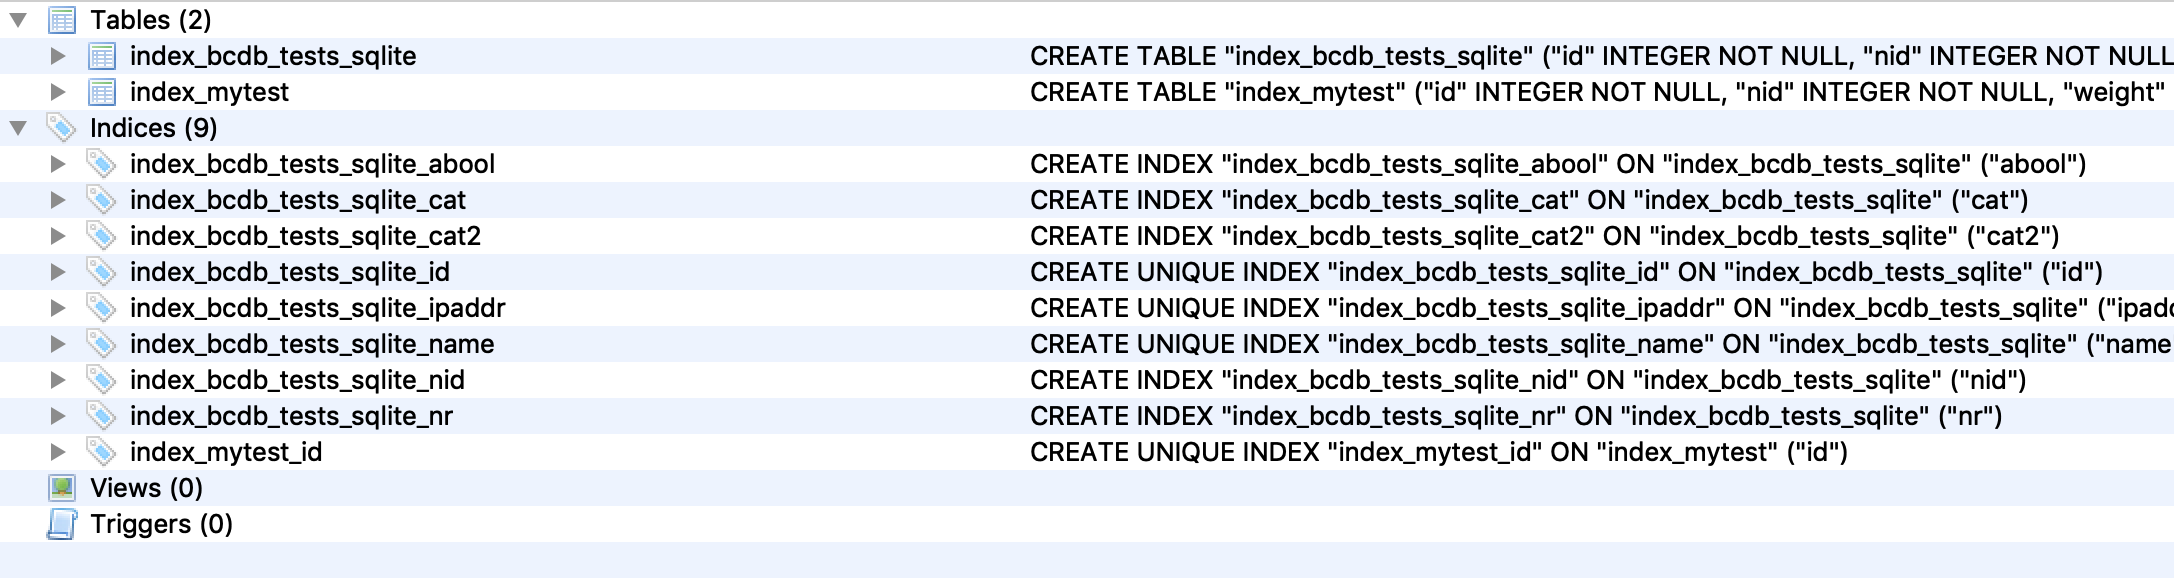 Tables (2)
index_bcdb_tests_sqlite CREATE TABLE "index_bcdb_tests_sqlite" ("id" INTEGER NOT NULL, "nid" INTEGER NOT NULL
index_mytest CREATE TABLE "index_mytest" ("id" INTEGER NOT NULL, "nid" INTEGER NOT NULL, "weight"
Indices (9)
index_bcdb_tests_sqlite_abool CREATE INDEX "index_bcdb_tests_sqlite_abool" ON "index_bcdb_tests_sqlite" ("abool")
index_bcdb_tests_sqlite_cat CREATE INDEX "index_bcdb_tests_sqlite_cat" ON "index_bcdb_tests_sqlite" ("cat")
index_bcdb_tests_sqlite_cat2 CREATE INDEX "index_bcdb_tests_sqlite_cat2" ON "index_bcdb_tests_sqlite" ("cat2")
index_bcdb_tests_sqlite_id CREATE UNIQUE INDEX "index_bcdb_tests_sqlite_id" ON "index_bcdb_tests_sqlite" ("id")
index_bcdb_tests_sqlite_ipaddr CREATE UNIQUE INDEX "index_bcdb_tests_sqlite_ipaddr" ON "index_bcdb_tests_sqlite" ("ipadd
index_bcdb_tests_sqlite_name CREATE UNIQUE INDEX "index_bcdb_tests_sqlite_name" ON "index_bcdb_tests_sqlite" ("name
index_bcdb_tests_sqlite_nid CREATE INDEX "index_bcdb_tests_sqlite_nid" ON "index_bcdb_tests_sqlite" ("nid")
index_bcdb_tests_sqlite_nr CREATE INDEX "index_bcdb_tests_sqlite_nr" ON "index_bcdb_tests_sqlite" ("nr")
index_mytest_id CREATE UNIQUE INDEX "index_mytest_id" ON "index_mytest" ("id")
Views (0)
Triggers (0)